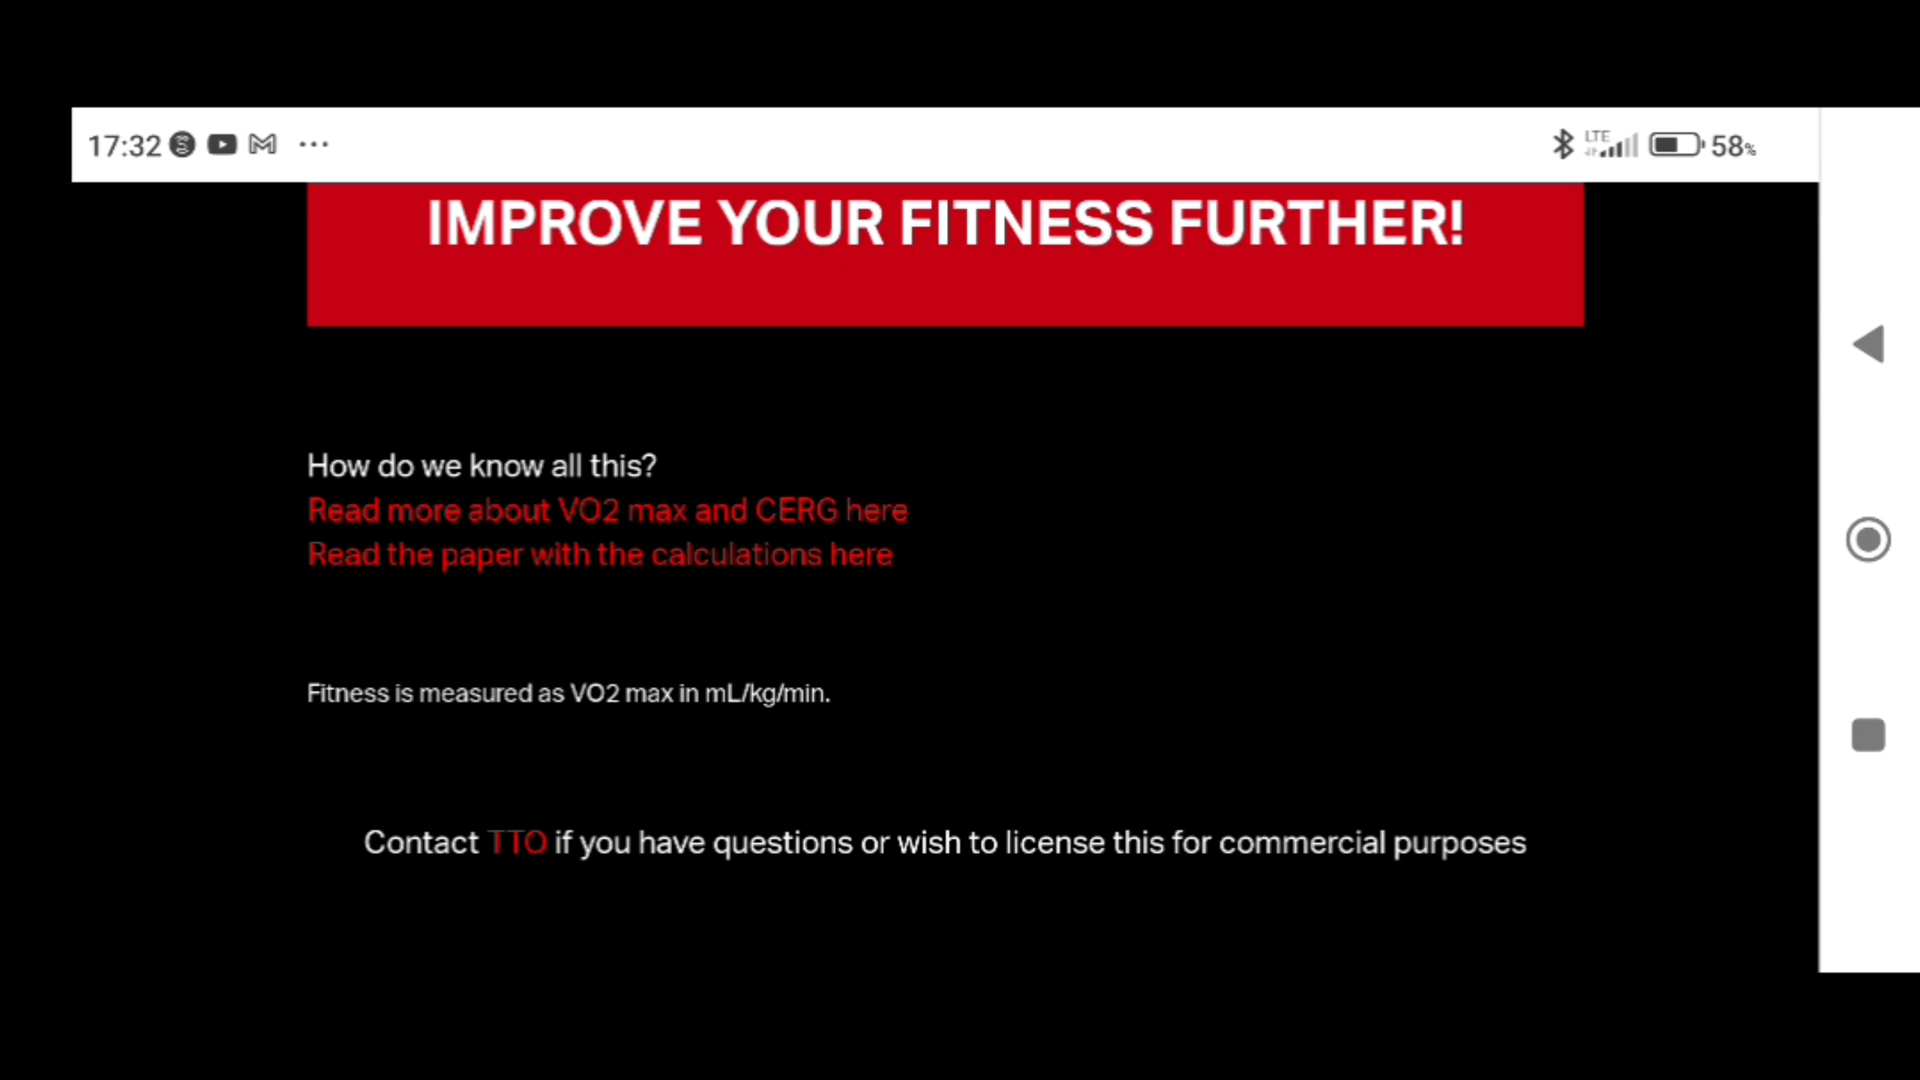 17:32 ... LTE 58%
IMPROVE YOUR FITNESS FURTHER!
How do we know all this?
Read more about VO2 max and CERG here
Read the paper with the calculations here
Fitness is measured as VO2 max in mL/kg/min.
Contact TTO if you have questions or wish to license this for commercial purposes